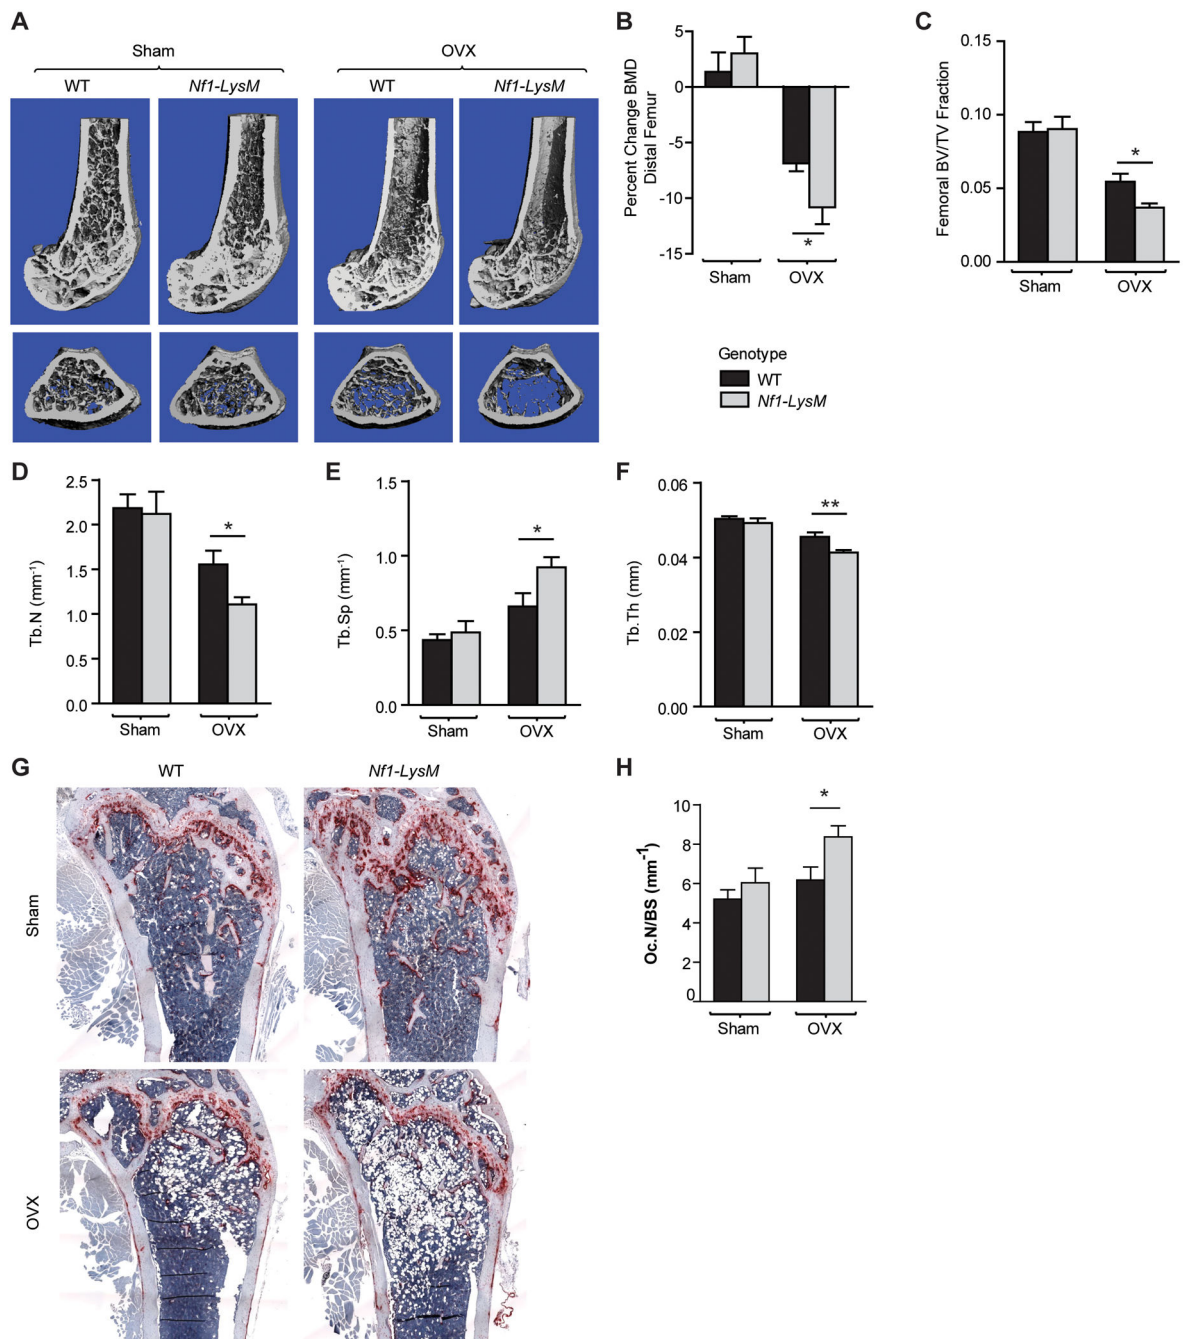 A
Sham
OVX
WT
Nf1-LysM
WT
Nf1-LysM
B
Percent Change BMD
Distal Femur
5
0
-5
-10
-15
*
Sham
OVX
C
Femoral BV/TV Fraction
0.15
0.10
0.05
0.00
*
Sham
OVX
Genotype
WT
Nf1-LysM
D
Tb.N (mm⁻¹)
2.5
2.0
1.5
1.0
0.5
0.0
*
Sham
OVX
E
Tb.Sp (mm⁻¹)
1.5
1.0
0.5
0.0
*
Sham
OVX
F
Tb.Th (mm)
0.06
0.04
0.02
0.00
**
Sham
OVX
G
WT
Nf1-LysM
Sham
OVX
H
Oc.N/BS (mm⁻¹)
10
8
6
4
2
0
*
Sham
OVX